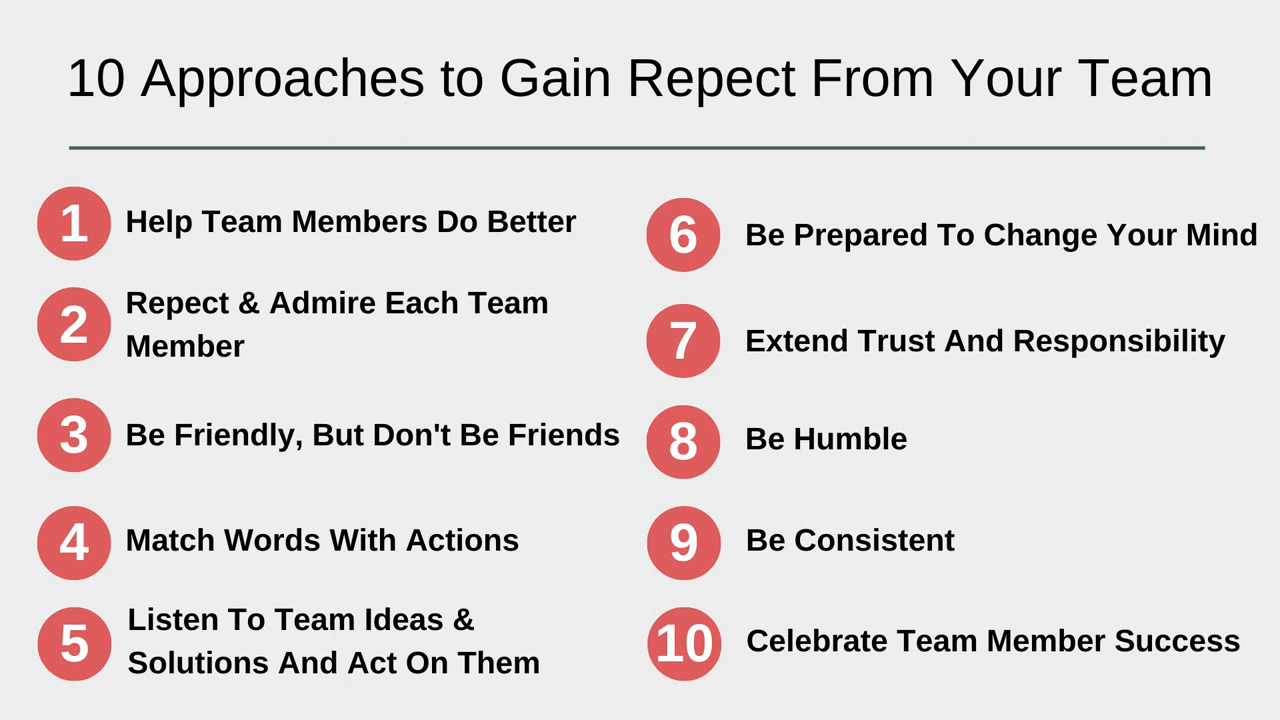 10 Approaches to Gain Repect From Your Team
1 Help Team Members Do Better
2 Repect & Admire Each Team
Member
3 Be Friendly, But Don't Be Friends
4 Match Words With Actions
5 Listen To Team Ideas &
Solutions And Act On Them
6 Be Prepared To Change Your Mind
7 Extend Trust And Responsibility
8 Be Humble
9 Be Consistent
10 Celebrate Team Member Success